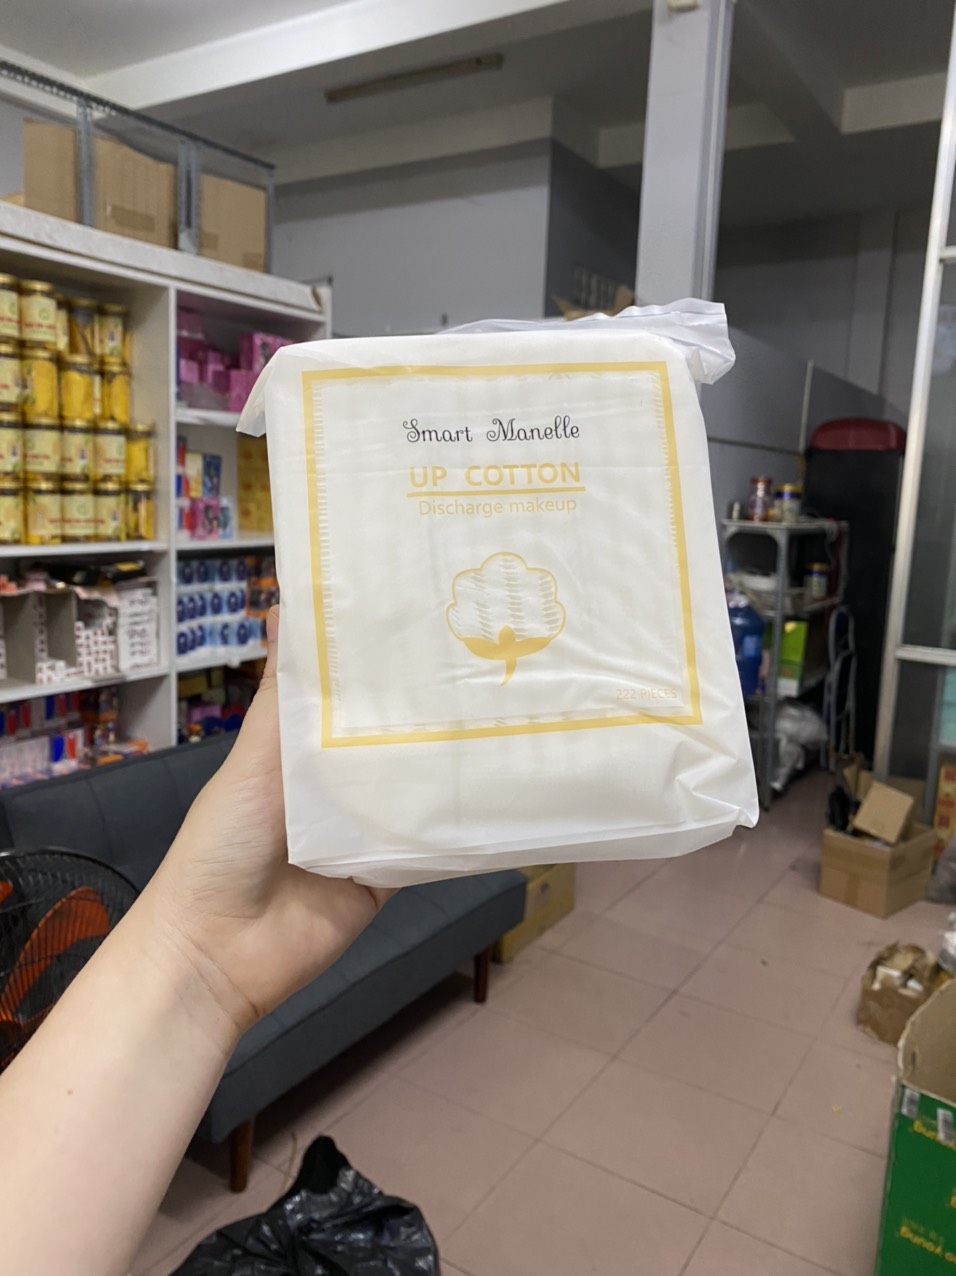 Smart Manelle
UP COTTON
Discharge makeup
222 PIECES